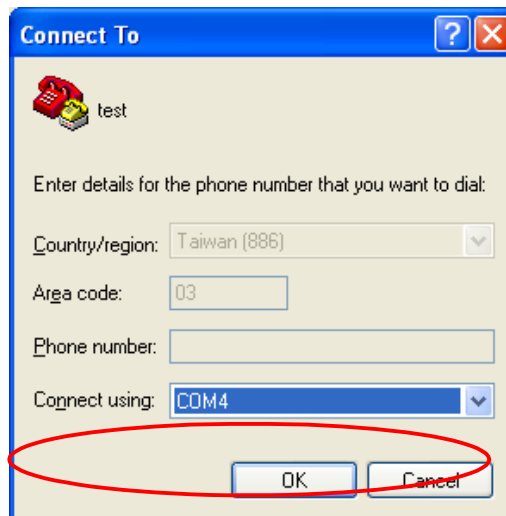 Connect To
test
Enter details for the phone number that you want to dial:
Country/region: Taiwan (886)
Area code: 03
Phone number:
Connect using: COM4
OK Cancel